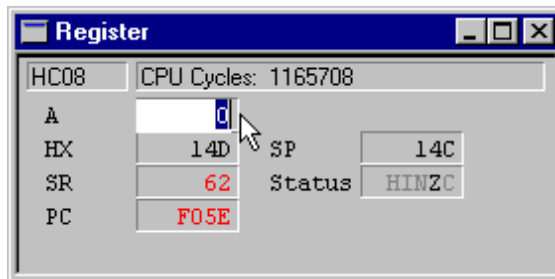 Register
HC08 CPU Cycles: 1165708
A 0
HX 14D SP 14C
SR 62 Status HINZC
PC F05E